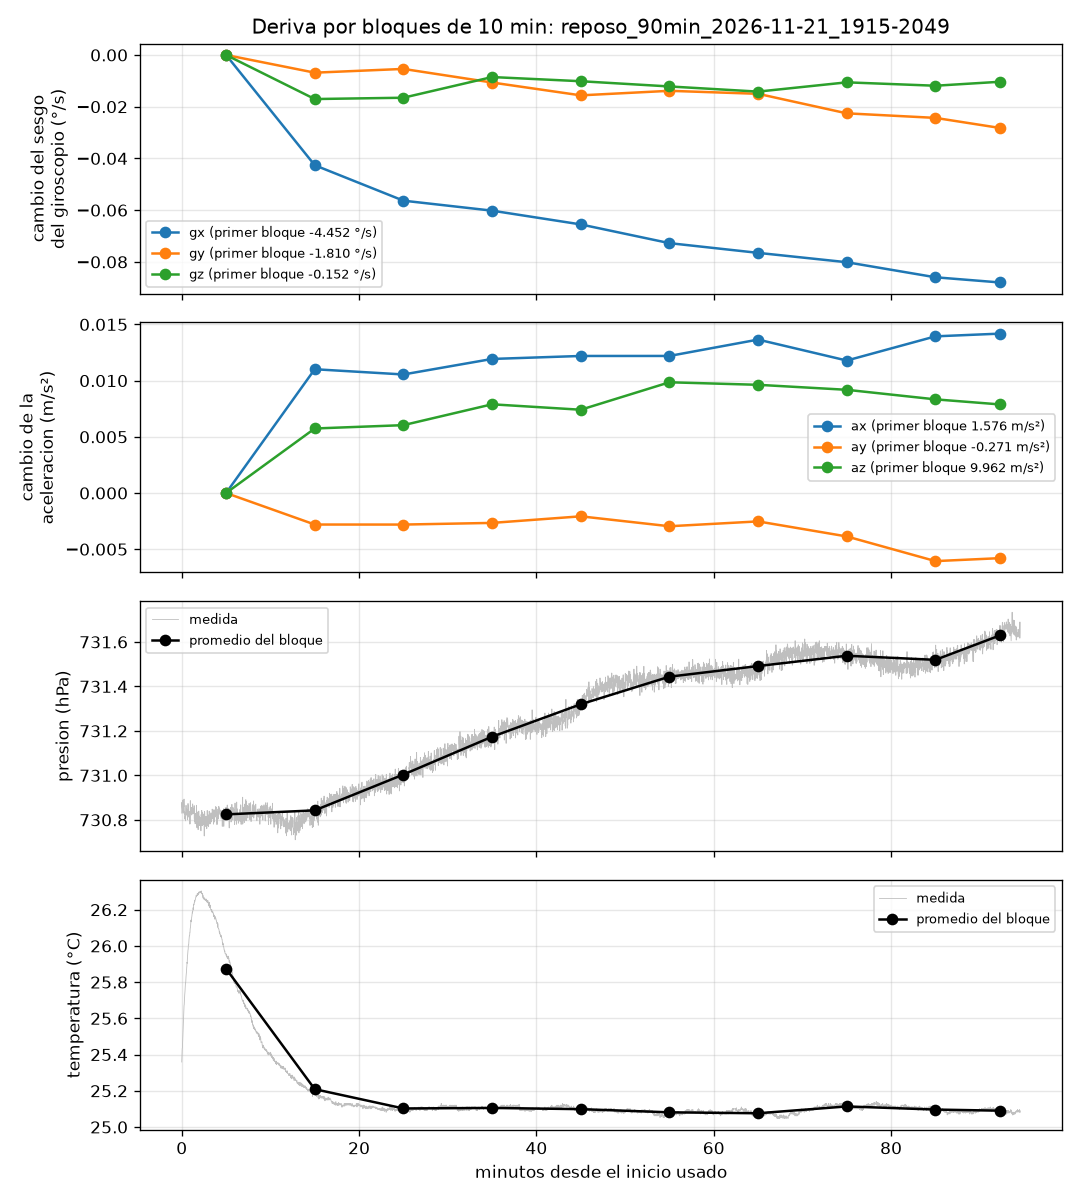 Deriva por bloques de 10 min: reposo_90min_2026-11-21_1915-2049
cambio del sesgo
del giroscopio (°/s)
0.00
−0.02
−0.04
−0.06
−0.08
gx (primer bloque -4.452 °/s)
gy (primer bloque -1.810 °/s)
gz (primer bloque -0.152 °/s)
cambio de la
aceleracion (m/s²)
0.015
0.010
0.005
0.000
−0.005
ax (primer bloque 1.576 m/s²)
ay (primer bloque -0.271 m/s²)
az (primer bloque 9.962 m/s²)
presion (hPa)
731.6
731.4
731.2
731.0
730.8
medida
promedio del bloque
temperatura (°C)
26.2
26.0
25.8
25.6
25.4
25.2
25.0
medida
promedio del bloque
0 20 40 60 80
minutos desde el inicio usado